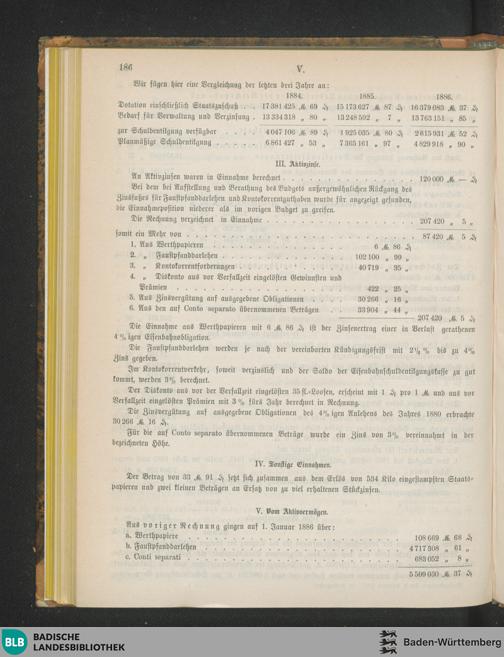 186
V.
Wir fügen hier eine Vergleichung der letzten drei Jahre an:
1884. 1885. 1886.
Dotation einschließlich Staatszuschuß . . 17 381 425 ℳ 69 ₰ 15 173 627 ℳ 87 ₰ 16 379 083 ℳ 37 ₰
Bedarf für Verwaltung und Verzinsung . 13 334 318 „ 80 „ 13 248 592 „ 7 „ 13 763 151 „ 85 „
zur Schuldentilgung verfügbar . . . . 4 047 106 ℳ 89 ₰ 1 925 035 ℳ 80 ₰ 2 615 931 ℳ 52 ₰
Planmäßige Schuldentilgung . . . . . 6 861 427 „ 53 „ 7 365 161 „ 97 „ 4 829 916 „ 90 „
III. Aktivzinse.
An Aktivzinsen waren in Einnahme berechnet . . . . 120 000 ℳ — ₰
Bei dem bei Aufstellung und Berathung des Budgets außergewöhnlichen Rückgang des
Zinsfußes für Faustpfanddarlehen und Kontokorrentguthaben wurde für angezeigt gefunden,
die Einnahmeposition niederer als im vorigen Budget zu greifen.
Die Rechnung verzeichnet in Einnahme . . . . 207 420 „ 5 „
somit ein Mehr von . . . . 87 420 ℳ 5 ₰
1. Aus Werthpapieren . . . . 6 ℳ 86 ₰
2. „ Faustpfanddarlehen . . . . 102 100 „ 99 „
3. „ Kontokorrentforderungen . . . . 40 719 „ 35 „
4. „ Diskonto aus vor Verfallzeit eingelösten Gewinnsten und
Prämien . . . . 422 „ 25 „
5. Aus Zinsvergütung auf ausgegebene Obligationen . . . . 30 266 „ 16 „
6. Aus den auf Conto separato übernommenen Beträgen . . 33 904 „ 44 „
207 420 ℳ 5 ₰
Die Einnahme aus Werthpapieren mit 6 ℳ 86 ₰ ist der Zinsenertrag einer in Verlust gerathenen
4 %igen Eisenbahnobligation.
Die Faustpfanddarlehen werden je nach der vereinbarten Kündigungsfrist mit 2½ % bis zu 4%
Zins gegeben.
Im Kontokorrentverkehr, soweit verzinslich und der Saldo der Eisenbahnschuldentilgungskasse zu gut
kommt, werden 3% berechnet.
Der Diskonto aus vor der Verfallzeit eingelösten 35 fl.-Loosen, erscheint mit 1 ₰ pro 1 ℳ und aus vor
Verfallzeit eingelösten Prämien mit 3 % fürs Jahr berechnet in Rechnung.
Die Zinsvergütung auf ausgegebene Obligationen des 4 %igen Anlehens des Jahres 1880 erbrachte
30 266 ℳ 16 ₰.
Für die auf Conto separato übernommenen Beträge wurde ein Zins von 3% vereinnahmt in der
bezeichneten Höhe.
IV. Sonstige Einnahmen.
Der Betrag von 33 ℳ 91 ₰ setzt sich zusammen aus dem Erlös von 534 Kilo eingestampften Staats-
papieren und zwei kleinen Beträgen an Ersatz von zu viel erhaltenen Stückzinsen.
V. Vom Aktivvermögen.
Aus voriger Rechnung gingen auf 1. Januar 1886 über:
a. Werthpapiere . . . . 108 669 ℳ 68 ₰
b. Faustpfanddarlehen . . . . 4 717 308 „ 61 „
c. Conti separati . . . . 683 052 „ 8 „
5 509 030 ℳ 37 ₰
BLB
BADISCHE
LANDESBIBLIOTHEK
Baden-Württemberg